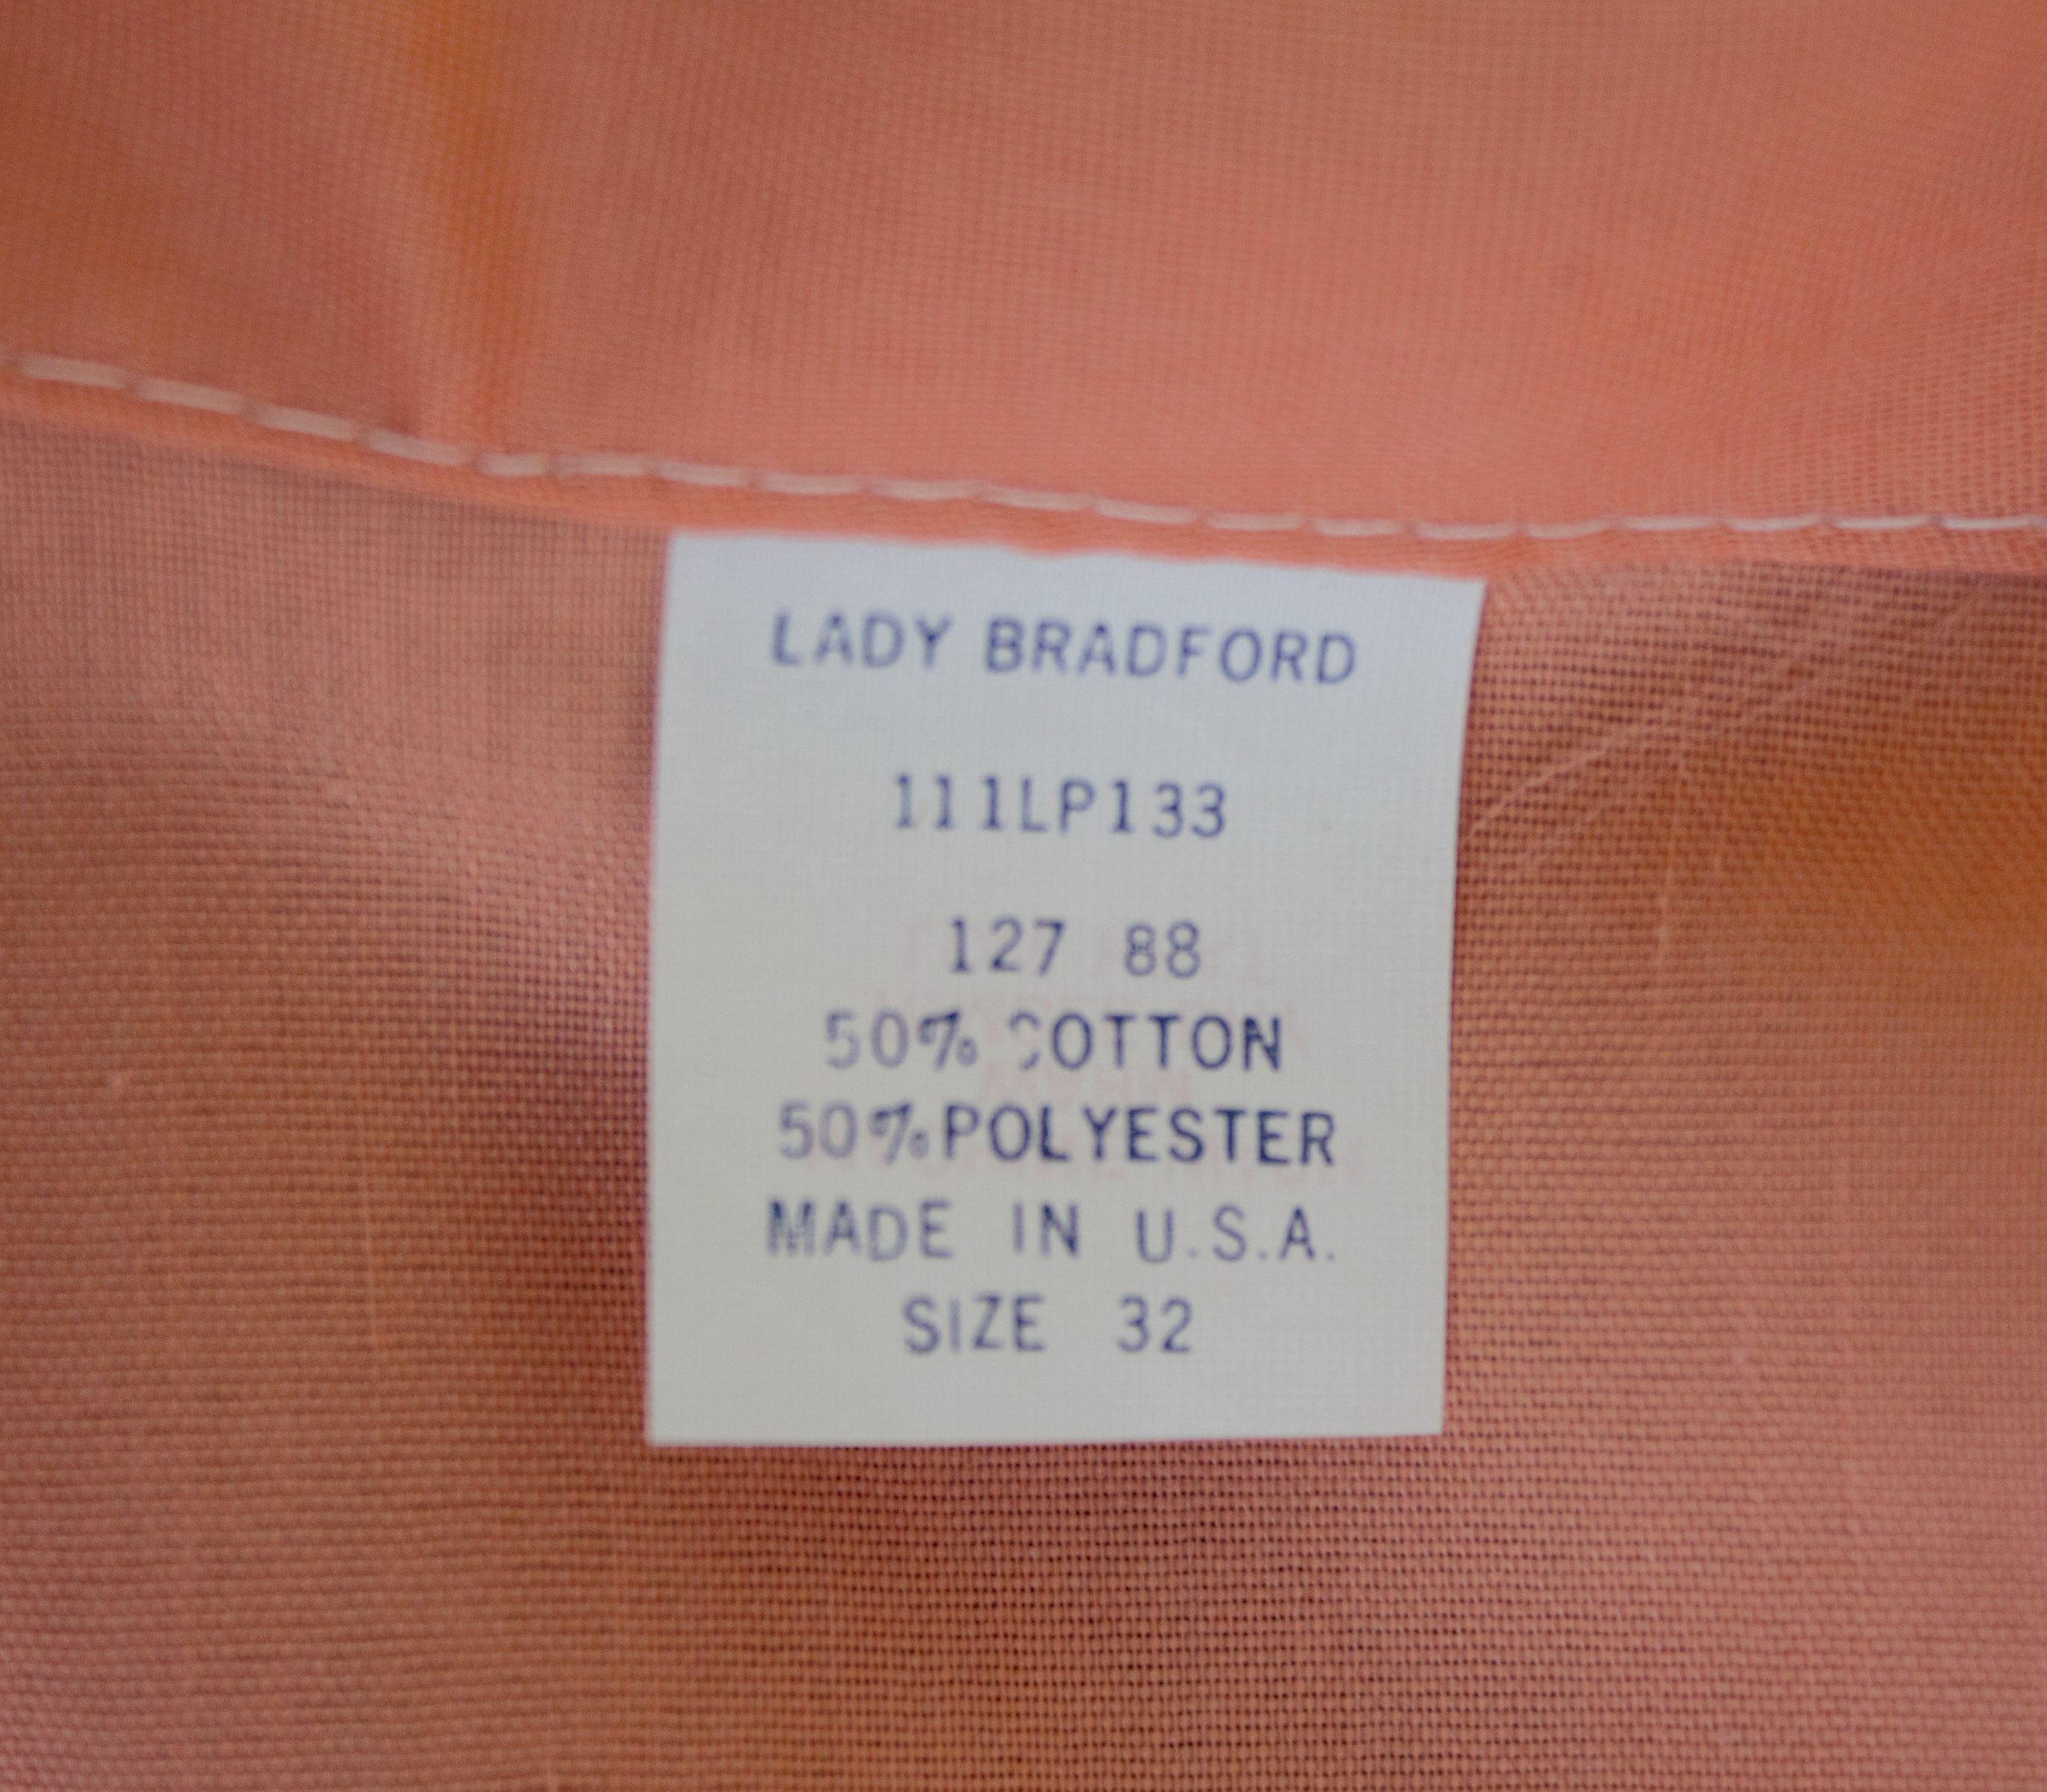 LADY BRADFORD
111LP133
127 88
50% COTTON
50% POLYESTER
MADE IN U.S.A.
SIZE 32